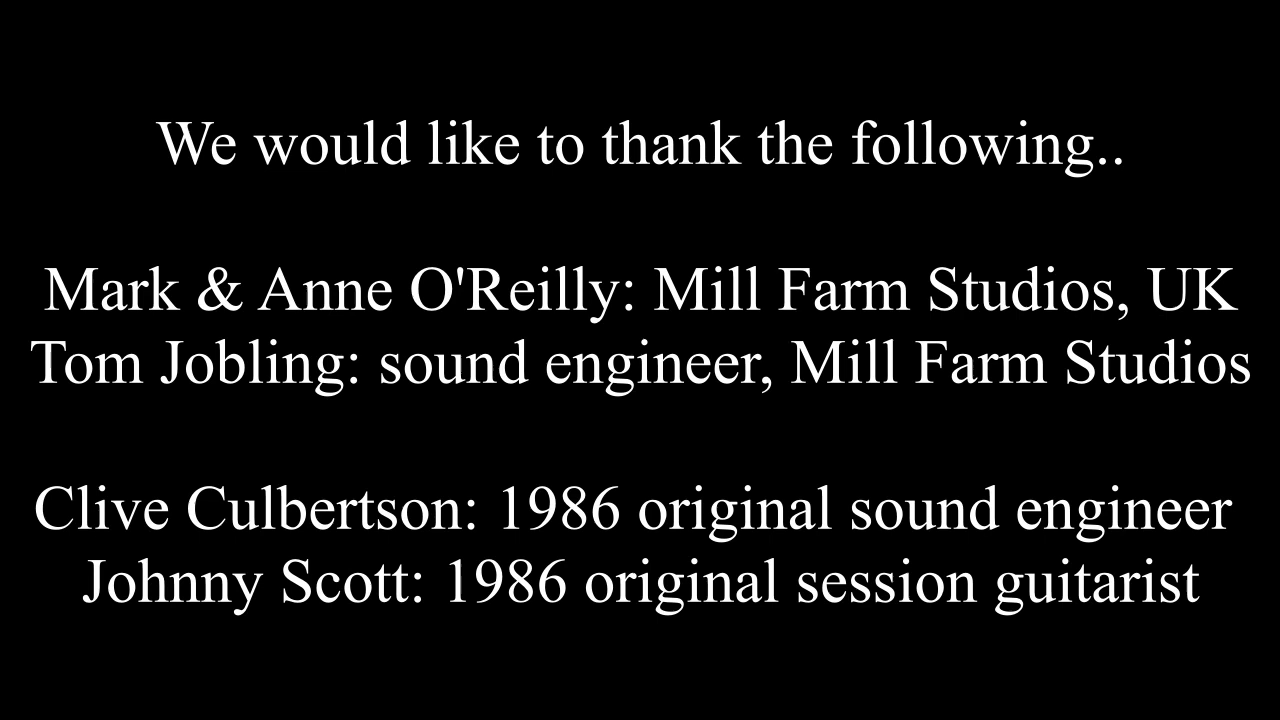 We would like to thank the following..
Mark & Anne O'Reilly: Mill Farm Studios, UK
Tom Jobling: sound engineer, Mill Farm Studios
Clive Culbertson: 1986 original sound engineer
Johnny Scott: 1986 original session guitarist